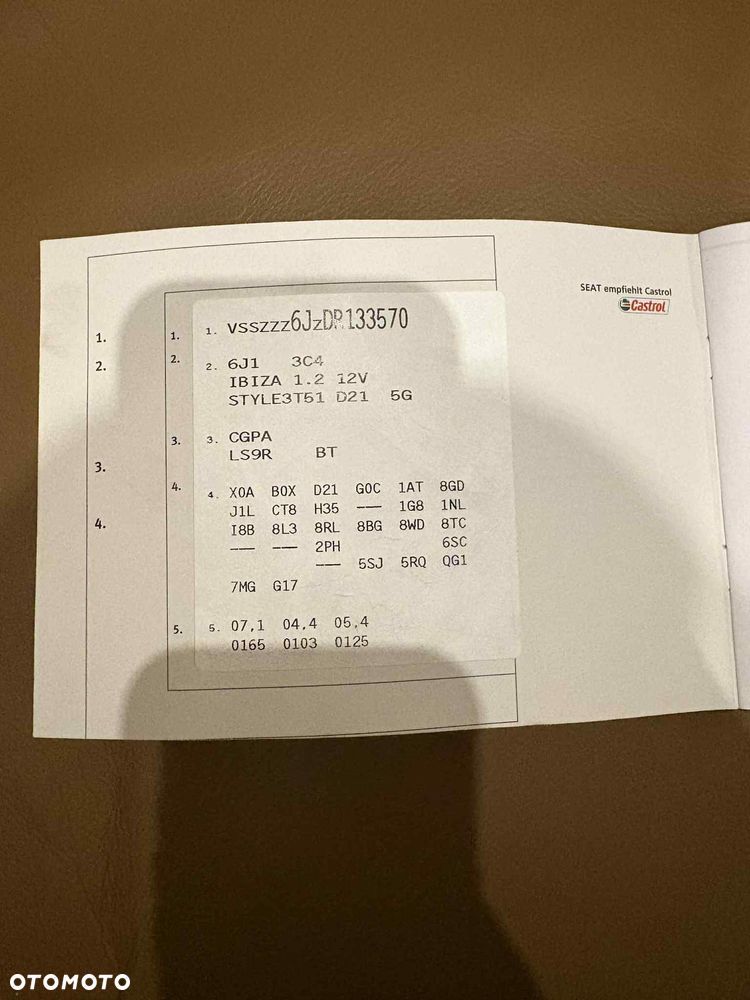 SEAT empfiehlt Castrol
Castrol
1. 1. 1. VSSZZZ6JZDR133570
2. 2. 2. 6J1 3C4
IBIZA 1.2 12V
STYLE3T51 D21 5G
3. 3. 3. CGPA
LS9R BT
4. 4. 4. X0A B0X D21 G0C 1AT 8GD
J1L CT8 H35 --- 1G8 1NL
I8B 8L3 8RL 8BG 8WD 8TC
--- --- 2PH 6SC
--- 5SJ 5RQ QG1
7MG G17
5. 5. 07,1 04,4 05,4
0165 0103 0125
OTOMOTO